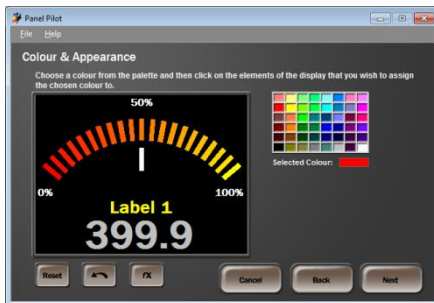 Panel Pilot
File Help
Colour & Appearance
Choose a colour from the palette and then click on the elements of the display that you wish to assign
the chosen colour to.
50%
0%
100%
Label 1
399.9
Selected Colour:
Reset
fX
Cancel
Back
Next